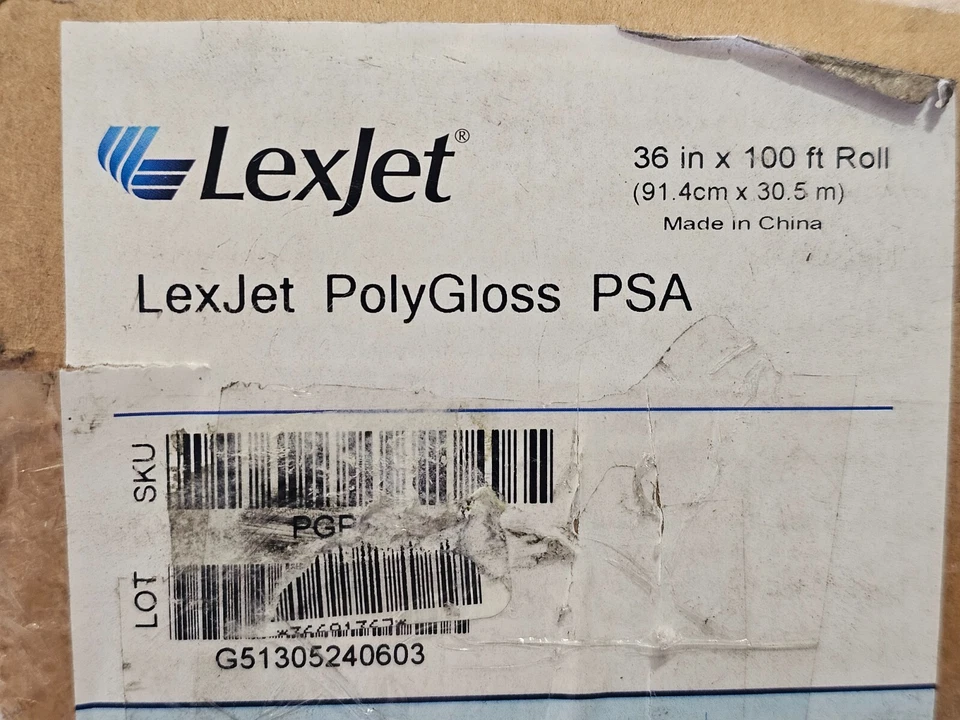 LexJet®
36 in x 100 ft Roll
(91.4cm x 30.5 m)
Made in China
LexJet PolyGloss PSA
SKU
LOT
G51305240603